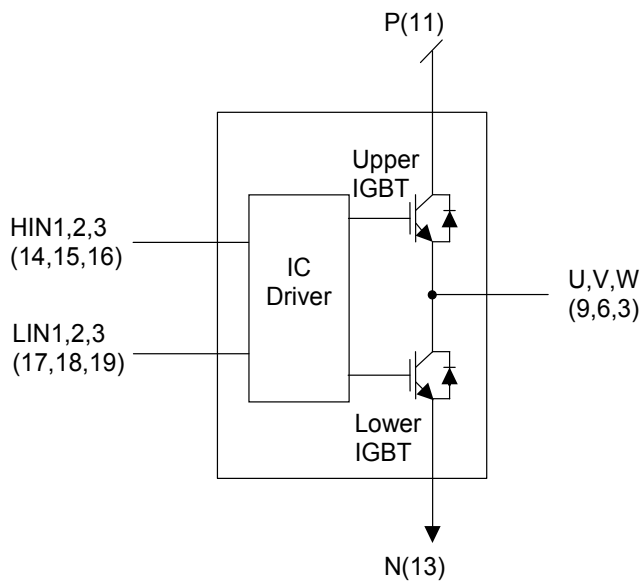 P(11)
Upper
IGBT
HIN1,2,3
(14,15,16)
IC
Driver
U,V,W
(9,6,3)
LIN1,2,3
(17,18,19)
Lower
IGBT
N(13)